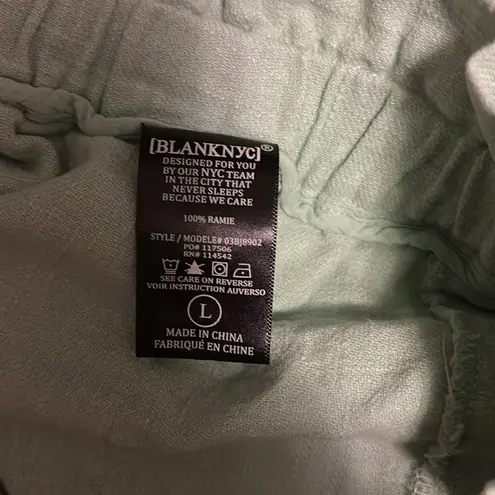 [BLANKNYC]®
DESIGNED FOR YOU
BY OUR NYC TEAM
IN THE CITY THAT
NEVER SLEEPS
BECAUSE WE CARE
100% RAMIE
STYLE / MODELE# 03BJ8902
PO# 117506
RN# 114542
SEE CARE ON REVERSE
VOIR INSTRUCTION AUVERSO
L
MADE IN CHINA
FABRIQUÉ EN CHINE